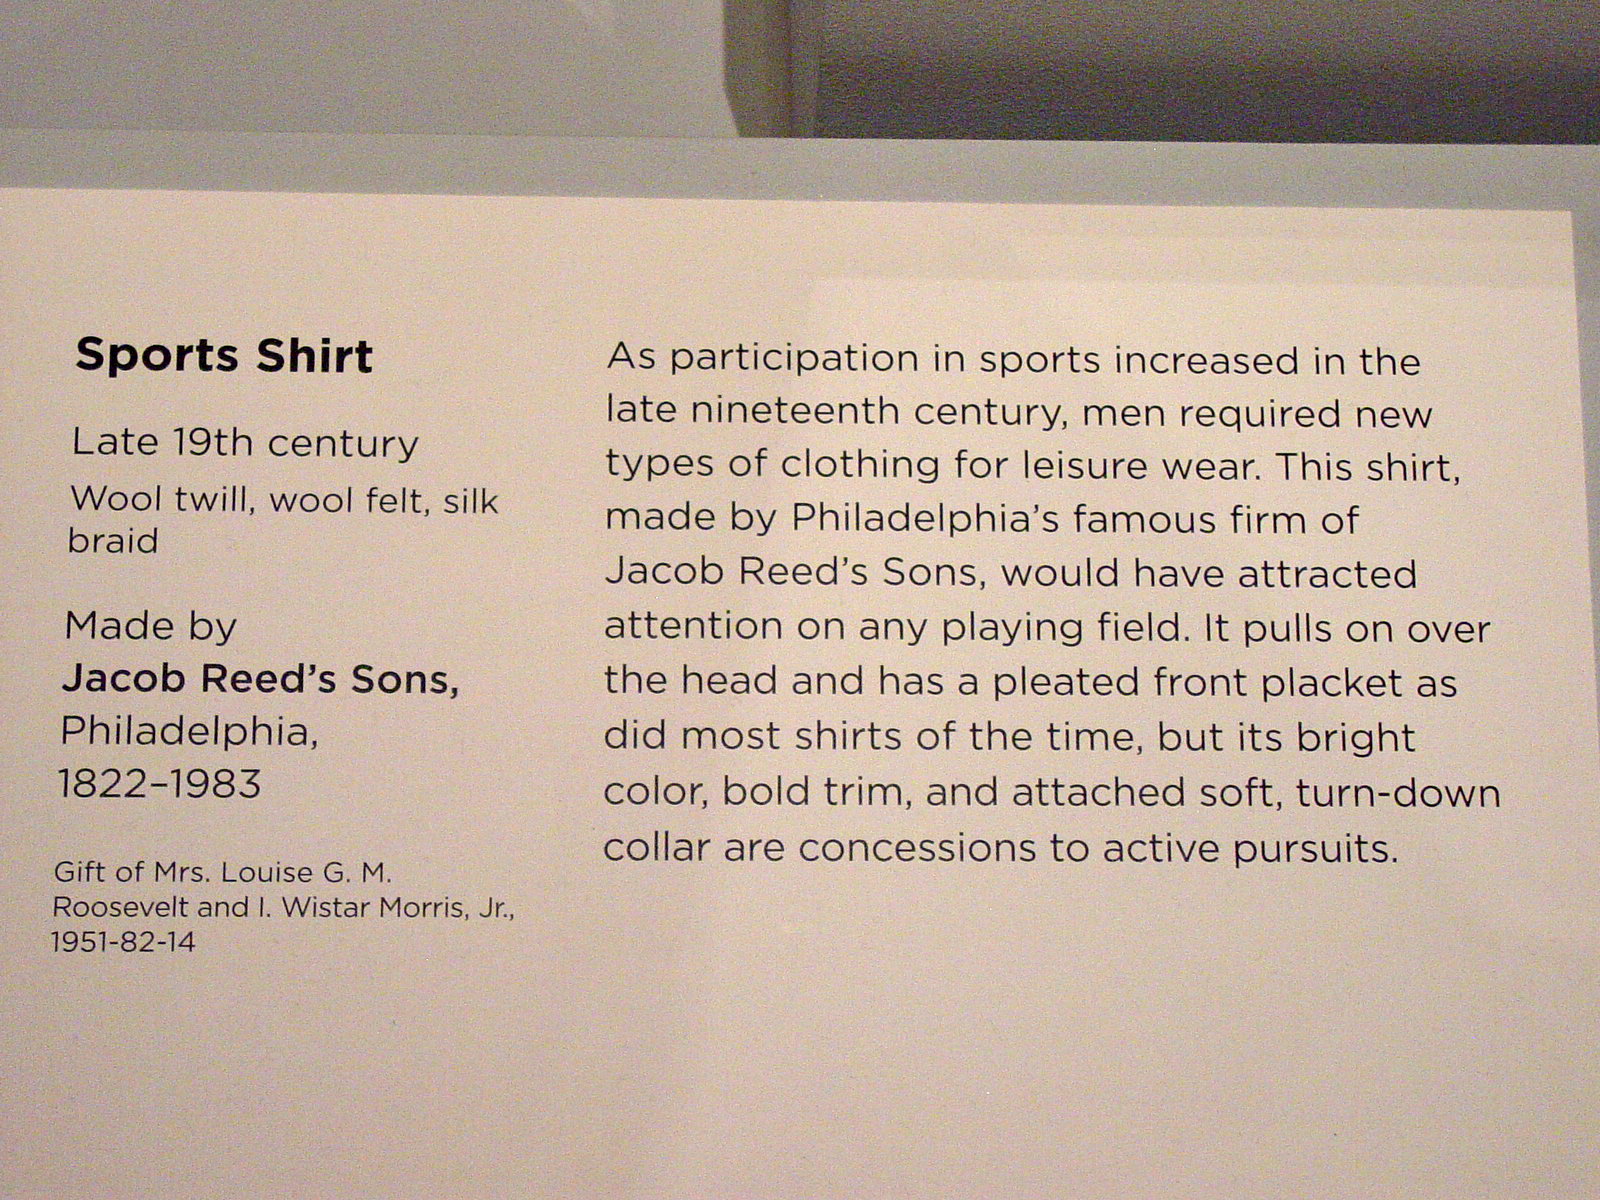 Sports Shirt
Late 19th century
Wool twill, wool felt, silk
braid
Made by
Jacob Reed's Sons,
Philadelphia,
1822–1983
Gift of Mrs. Louise G. M.
Roosevelt and I. Wistar Morris, Jr.,
1951-82-14
As participation in sports increased in the
late nineteenth century, men required new
types of clothing for leisure wear. This shirt,
made by Philadelphia's famous firm of
Jacob Reed's Sons, would have attracted
attention on any playing field. It pulls on over
the head and has a pleated front placket as
did most shirts of the time, but its bright
color, bold trim, and attached soft, turn-down
collar are concessions to active pursuits.